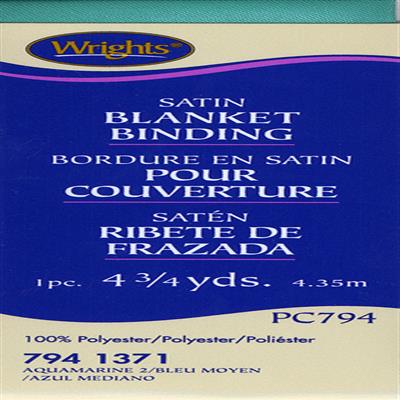 Wrights®
SATIN
BLANKET
BINDING
BORDURE EN SATIN
POUR
COUVERTURE
SATÉN
RIBETE DE
FRAZADA
1pc. 4 3/4 yds. 4.35m
PC794
100% Polyester/Polyester/Poliéster
794 1371
AQUAMARINE 2/BLEU MOYEN
/AZUL MEDIANO